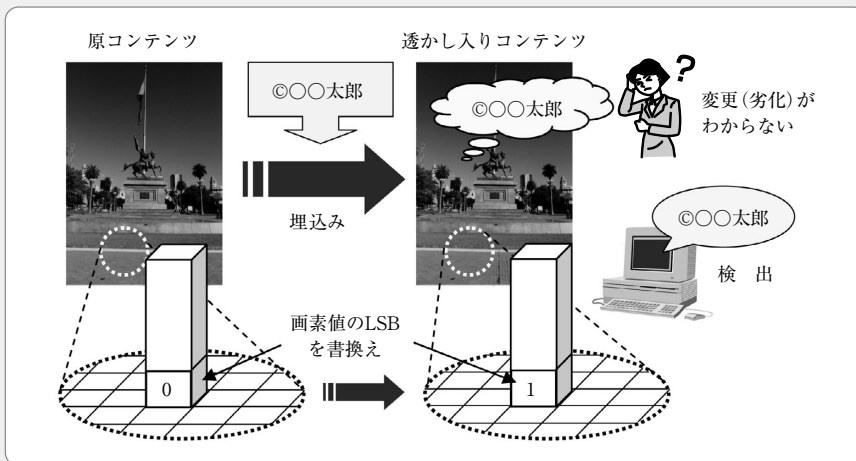 原コンテンツ
透かし入りコンテンツ
©○○太郎
©○○太郎
?
変更(劣化)が
わからない
埋込み
©○○太郎
検 出
画素値のLSB
を書換え
0
1